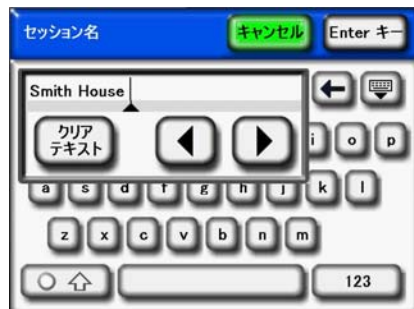 セッション名 キャンセル Enter キー
Smith House
クリア
テキスト
i o p
a s d f g h j k l
z x c v b n m
123